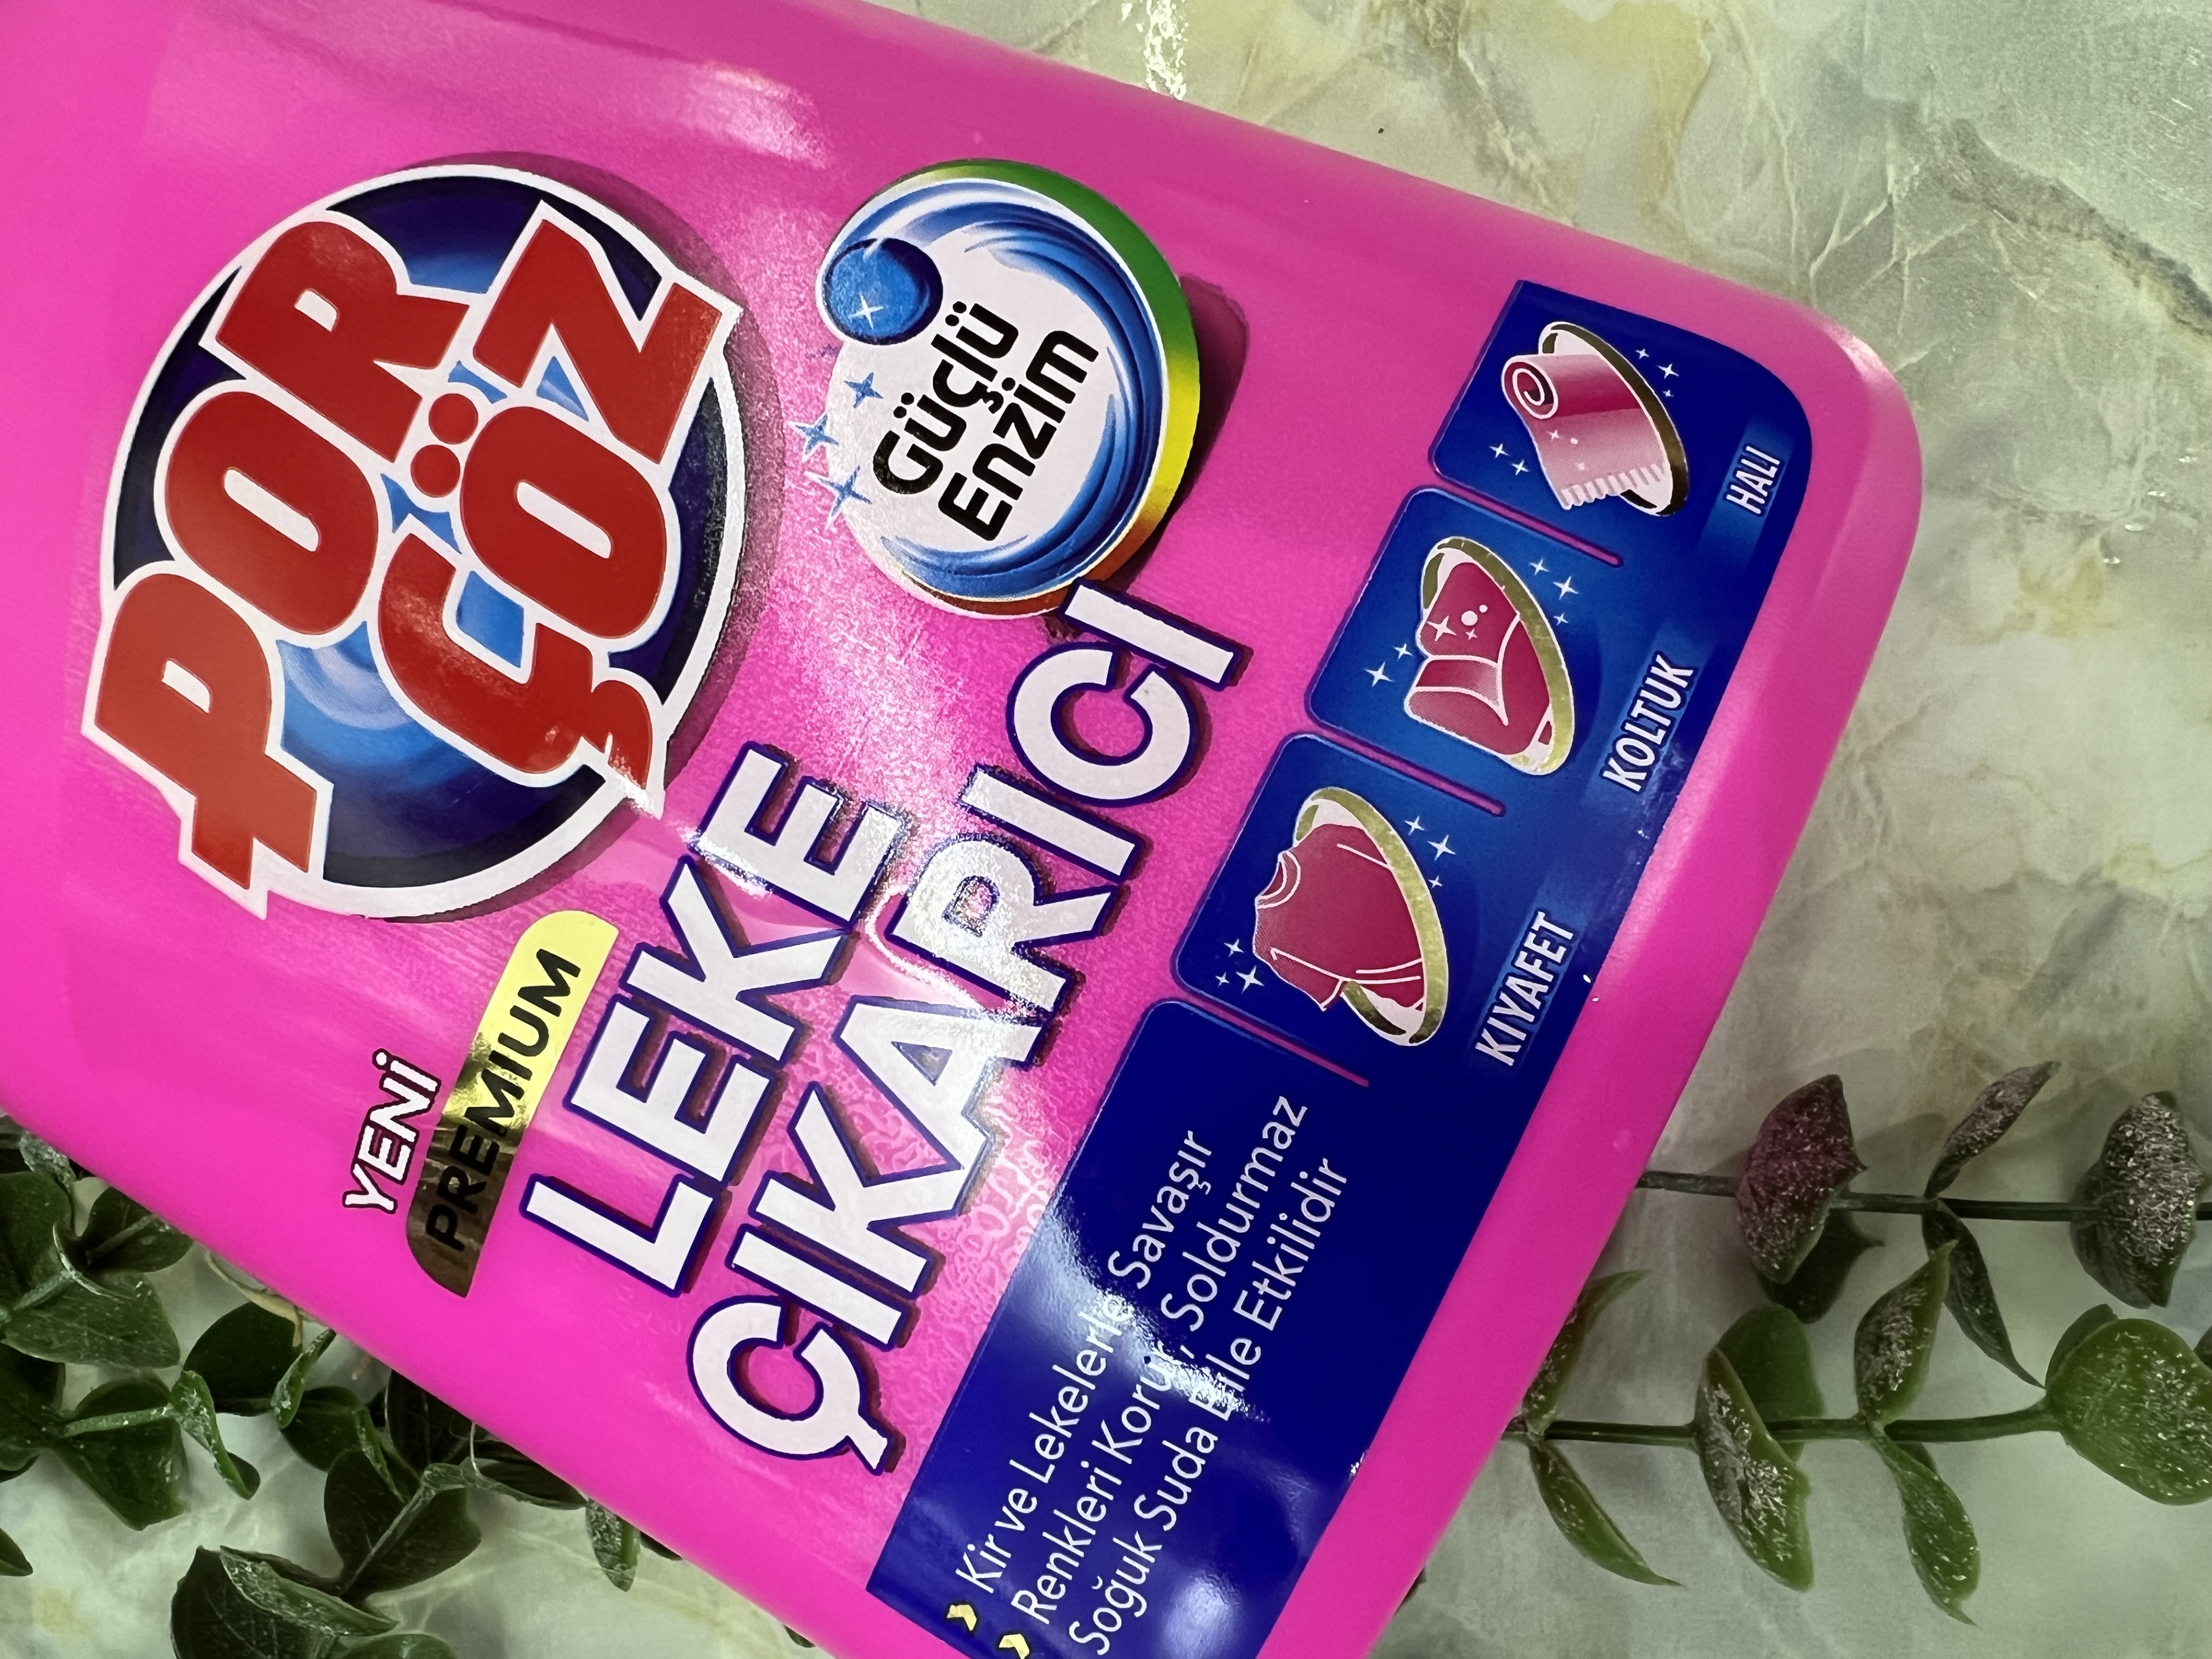 POR
ÇÖZ
Güçlü
Enzim
YENİ
PREMIUM
LEKE
ÇIKARICI
Kir ve Lekelerle Savaşır
Renkleri Korur, Soldurmaz
Soğuk Suda Bile Etkilidir
KIYAFET
KOLTUK
HALI